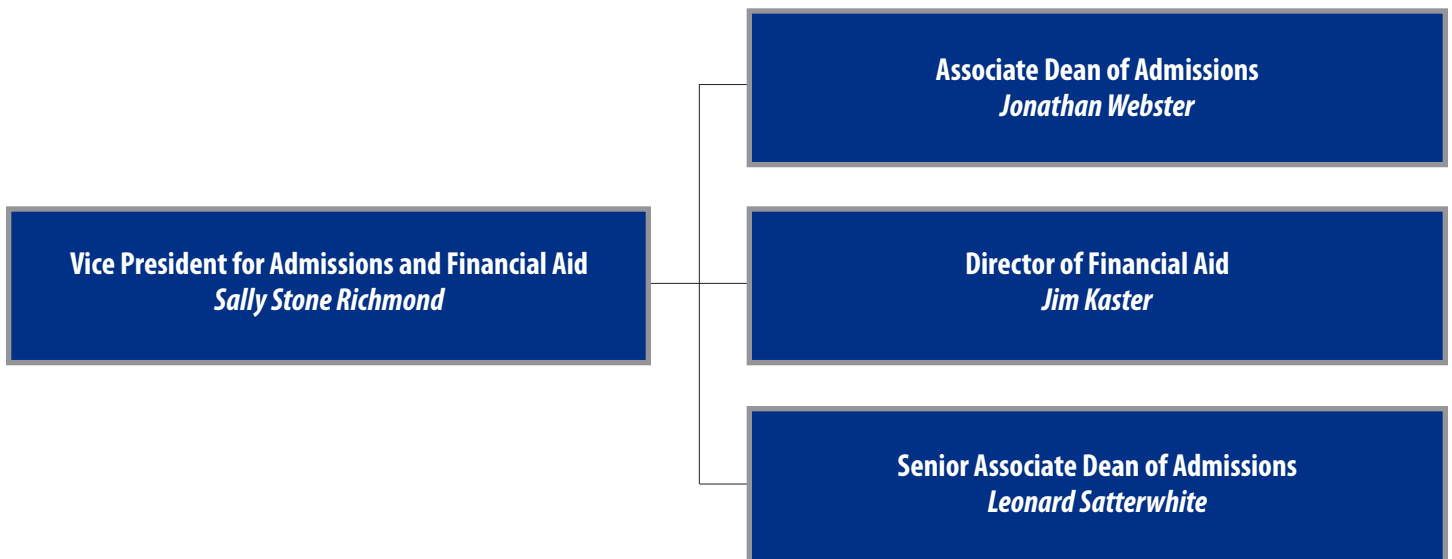 Associate Dean of Admissions
Jonathan Webster
Vice President for Admissions and Financial Aid
Sally Stone Richmond
Director of Financial Aid
Jim Kaster
Senior Associate Dean of Admissions
Leonard Satterwhite